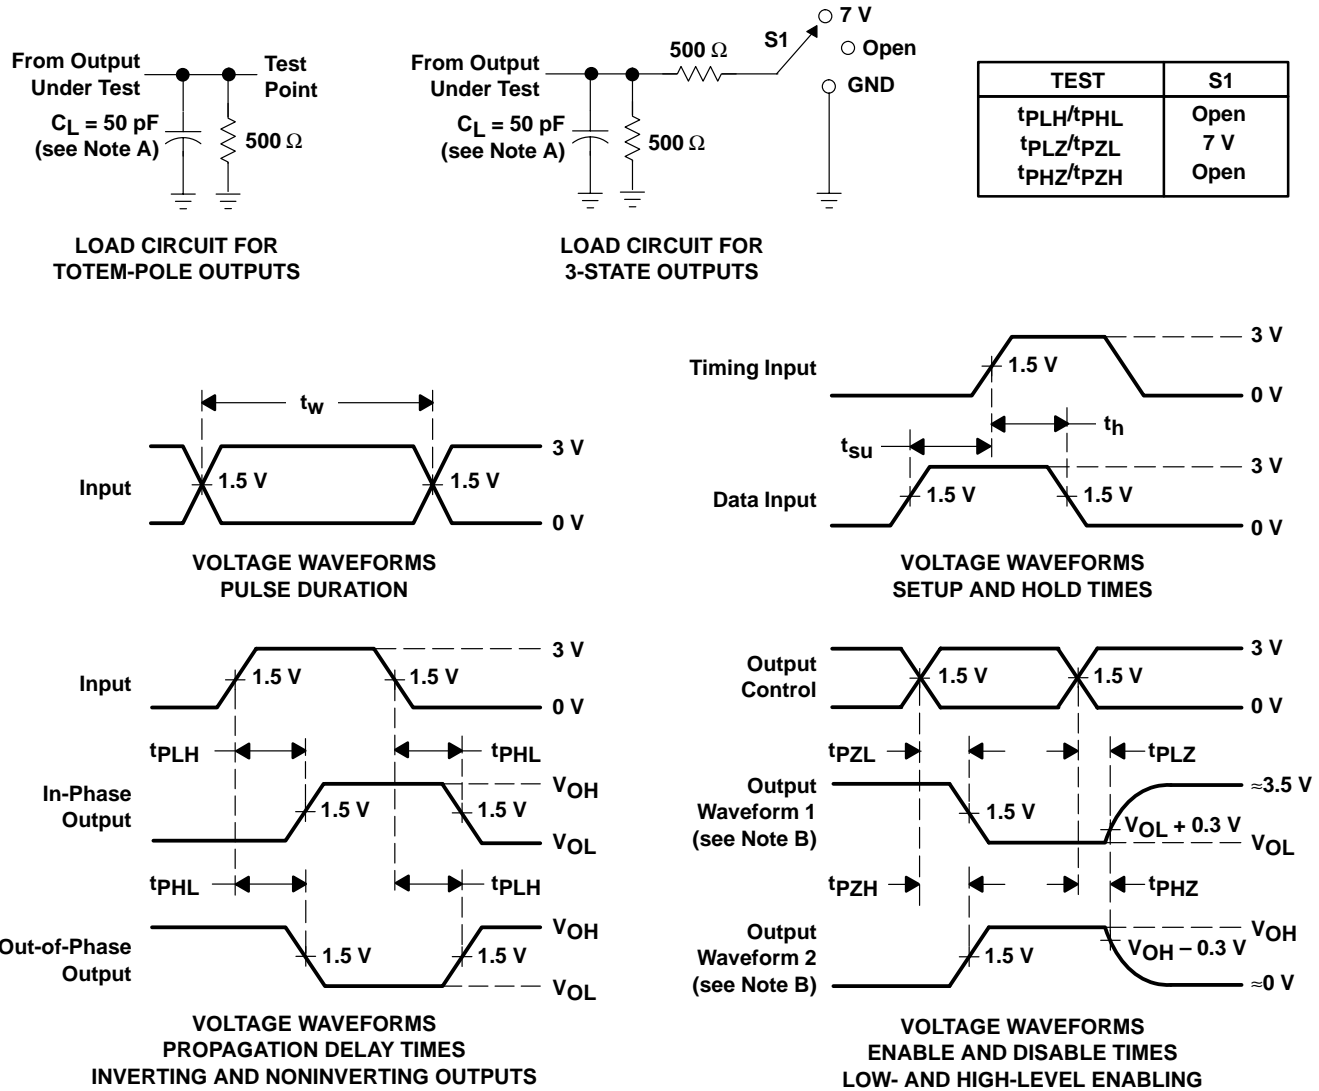 From Output
Under Test
Test
Point
CL = 50 pF
(see Note A)
500 Ω
LOAD CIRCUIT FOR
TOTEM-POLE OUTPUTS
From Output
Under Test
500 Ω
S1
7 V
Open
GND
CL = 50 pF
(see Note A)
500 Ω
LOAD CIRCUIT FOR
3-STATE OUTPUTS
TEST S1
tPLH/tPHL Open
tPLZ/tPZL 7 V
tPHZ/tPZH Open
tw
Input
1.5 V
1.5 V
3 V
0 V
VOLTAGE WAVEFORMS
PULSE DURATION
Timing Input
1.5 V
3 V
0 V
th
tsu
Data Input
1.5 V
1.5 V
3 V
0 V
VOLTAGE WAVEFORMS
SETUP AND HOLD TIMES
Input
1.5 V
1.5 V
3 V
0 V
tPLH
tPHL
In-Phase
Output
1.5 V
1.5 V
VOH
VOL
tPHL
tPLH
Out-of-Phase
Output
1.5 V
1.5 V
VOH
VOL
VOLTAGE WAVEFORMS
PROPAGATION DELAY TIMES
INVERTING AND NONINVERTING OUTPUTS
Output
Control
1.5 V
1.5 V
3 V
0 V
tPZL
tPLZ
Output
Waveform 1
(see Note B)
1.5 V
≈3.5 V
VOL + 0.3 V
VOL
tPZH
tPHZ
Output
Waveform 2
(see Note B)
1.5 V
VOH
VOH – 0.3 V
≈0 V
VOLTAGE WAVEFORMS
ENABLE AND DISABLE TIMES
LOW- AND HIGH-LEVEL ENABLING